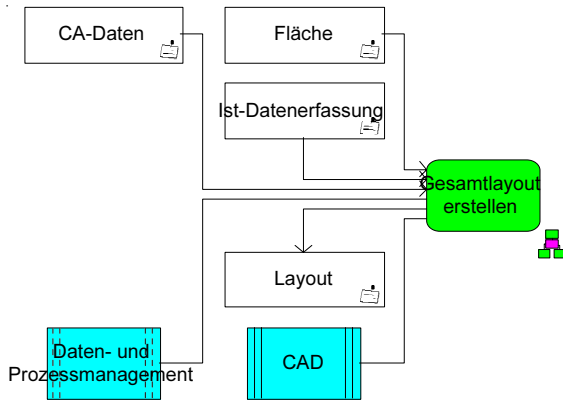 CA-Daten
Fläche
Ist-Datenerfassung
Gesamtlayout
erstellen
Layout
Daten- und
Prozessmanagement
CAD